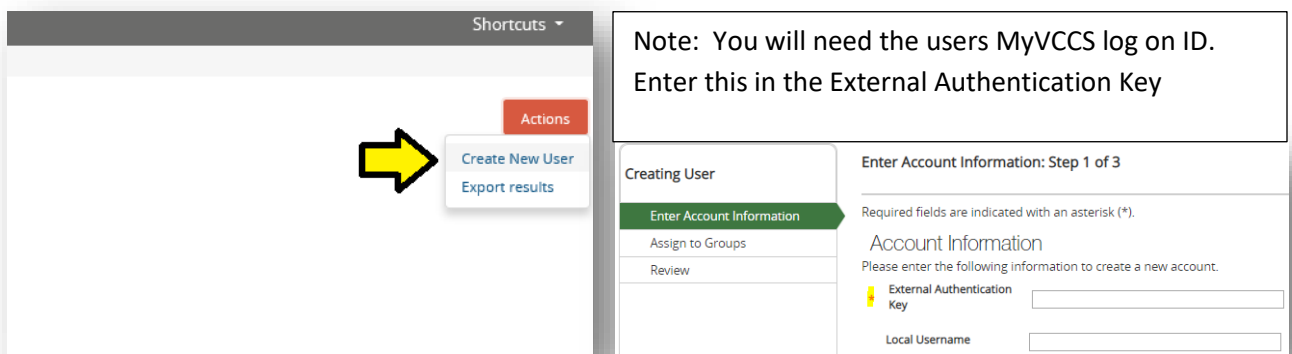 Shortcuts
Actions
Create New User
Export results
Note: You will need the users MyVCCS log on ID.
Enter this in the External Authentication Key
Creating User
Enter Account Information
Assign to Groups
Review
Enter Account Information: Step 1 of 3
Required fields are indicated with an asterisk (*).
Account Information
Please enter the following information to create a new account.
* External Authentication
Key
Local Username